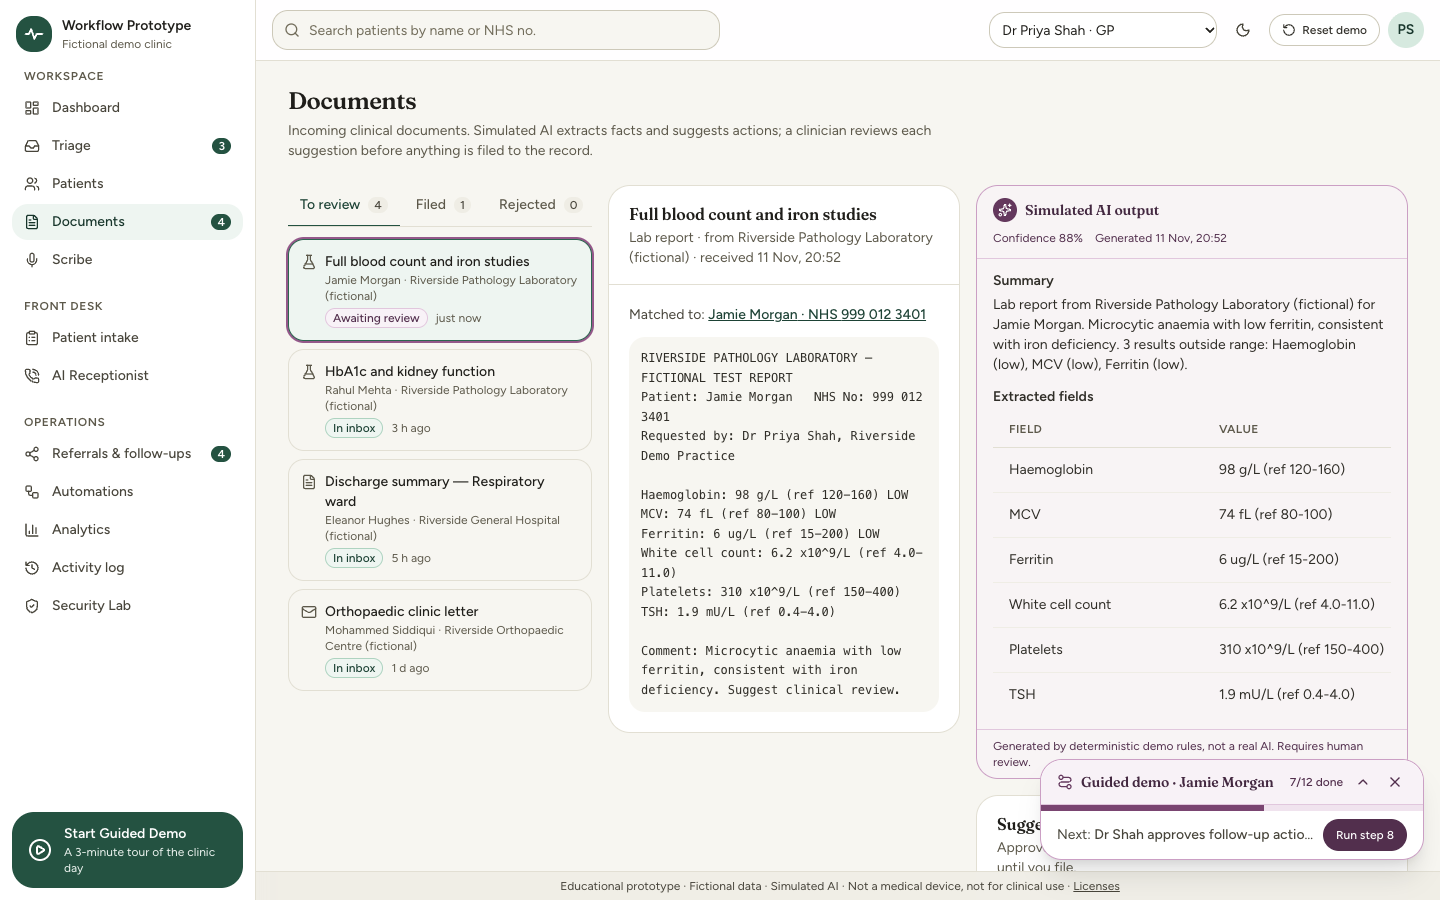 Workflow Prototype
Fictional demo clinic
WORKSPACE
Dashboard
Triage 3
Patients
Documents 4
Scribe
FRONT DESK
Patient intake
AI Receptionist
OPERATIONS
Referrals & follow-ups 4
Automations
Analytics
Activity log
Security Lab
Start Guided Demo
A 3-minute tour of the clinic
day
Search patients by name or NHS no.
Dr Priya Shah · GP
Reset demo
PS
Documents
Incoming clinical documents. Simulated AI extracts facts and suggests actions; a clinician reviews each
suggestion before anything is filed to the record.
To review 4 Filed 1 Rejected 0
Full blood count and iron studies
Jamie Morgan · Riverside Pathology Laboratory
(fictional)
Awaiting review just now
HbA1c and kidney function
Rahul Mehta · Riverside Pathology Laboratory
(fictional)
In inbox 3 h ago
Discharge summary — Respiratory
ward
Eleanor Hughes · Riverside General Hospital
(fictional)
In inbox 5 h ago
Orthopaedic clinic letter
Mohammed Siddiqui · Riverside Orthopaedic
Centre (fictional)
In inbox 1 d ago
Full blood count and iron studies
Lab report · from Riverside Pathology Laboratory
(fictional) · received 11 Nov, 20:52
Matched to: Jamie Morgan · NHS 999 012 3401
RIVERSIDE PATHOLOGY LABORATORY —
FICTIONAL TEST REPORT
Patient: Jamie Morgan   NHS No: 999 012
3401
Requested by: Dr Priya Shah, Riverside
Demo Practice
Haemoglobin: 98 g/L (ref 120-160) LOW
MCV: 74 fL (ref 80-100) LOW
Ferritin: 6 ug/L (ref 15-200) LOW
White cell count: 6.2 x10^9/L (ref 4.0-
11.0)
Platelets: 310 x10^9/L (ref 150-400)
TSH: 1.9 mU/L (ref 0.4-4.0)
Comment: Microcytic anaemia with low
ferritin, consistent with iron
deficiency. Suggest clinical review.
Simulated AI output
Confidence 88% Generated 11 Nov, 20:52
Summary
Lab report from Riverside Pathology Laboratory (fictional) for
Jamie Morgan. Microcytic anaemia with low ferritin, consistent
with iron deficiency. 3 results outside range: Haemoglobin
(low), MCV (low), Ferritin (low).
Extracted fields
FIELD VALUE
Haemoglobin 98 g/L (ref 120-160)
MCV 74 fL (ref 80-100)
Ferritin 6 ug/L (ref 15-200)
White cell count 6.2 x10^9/L (ref 4.0-11.0)
Platelets 310 x10^9/L (ref 150-400)
TSH 1.9 mU/L (ref 0.4-4.0)
Generated by deterministic demo rules, not a real AI. Requires human
review.
Guided demo · Jamie Morgan 7/12 done
Next: Dr Shah approves follow-up actio... Run step 8
until you file.
Educational prototype · Fictional data · Simulated AI · Not a medical device, not for clinical use · Licenses